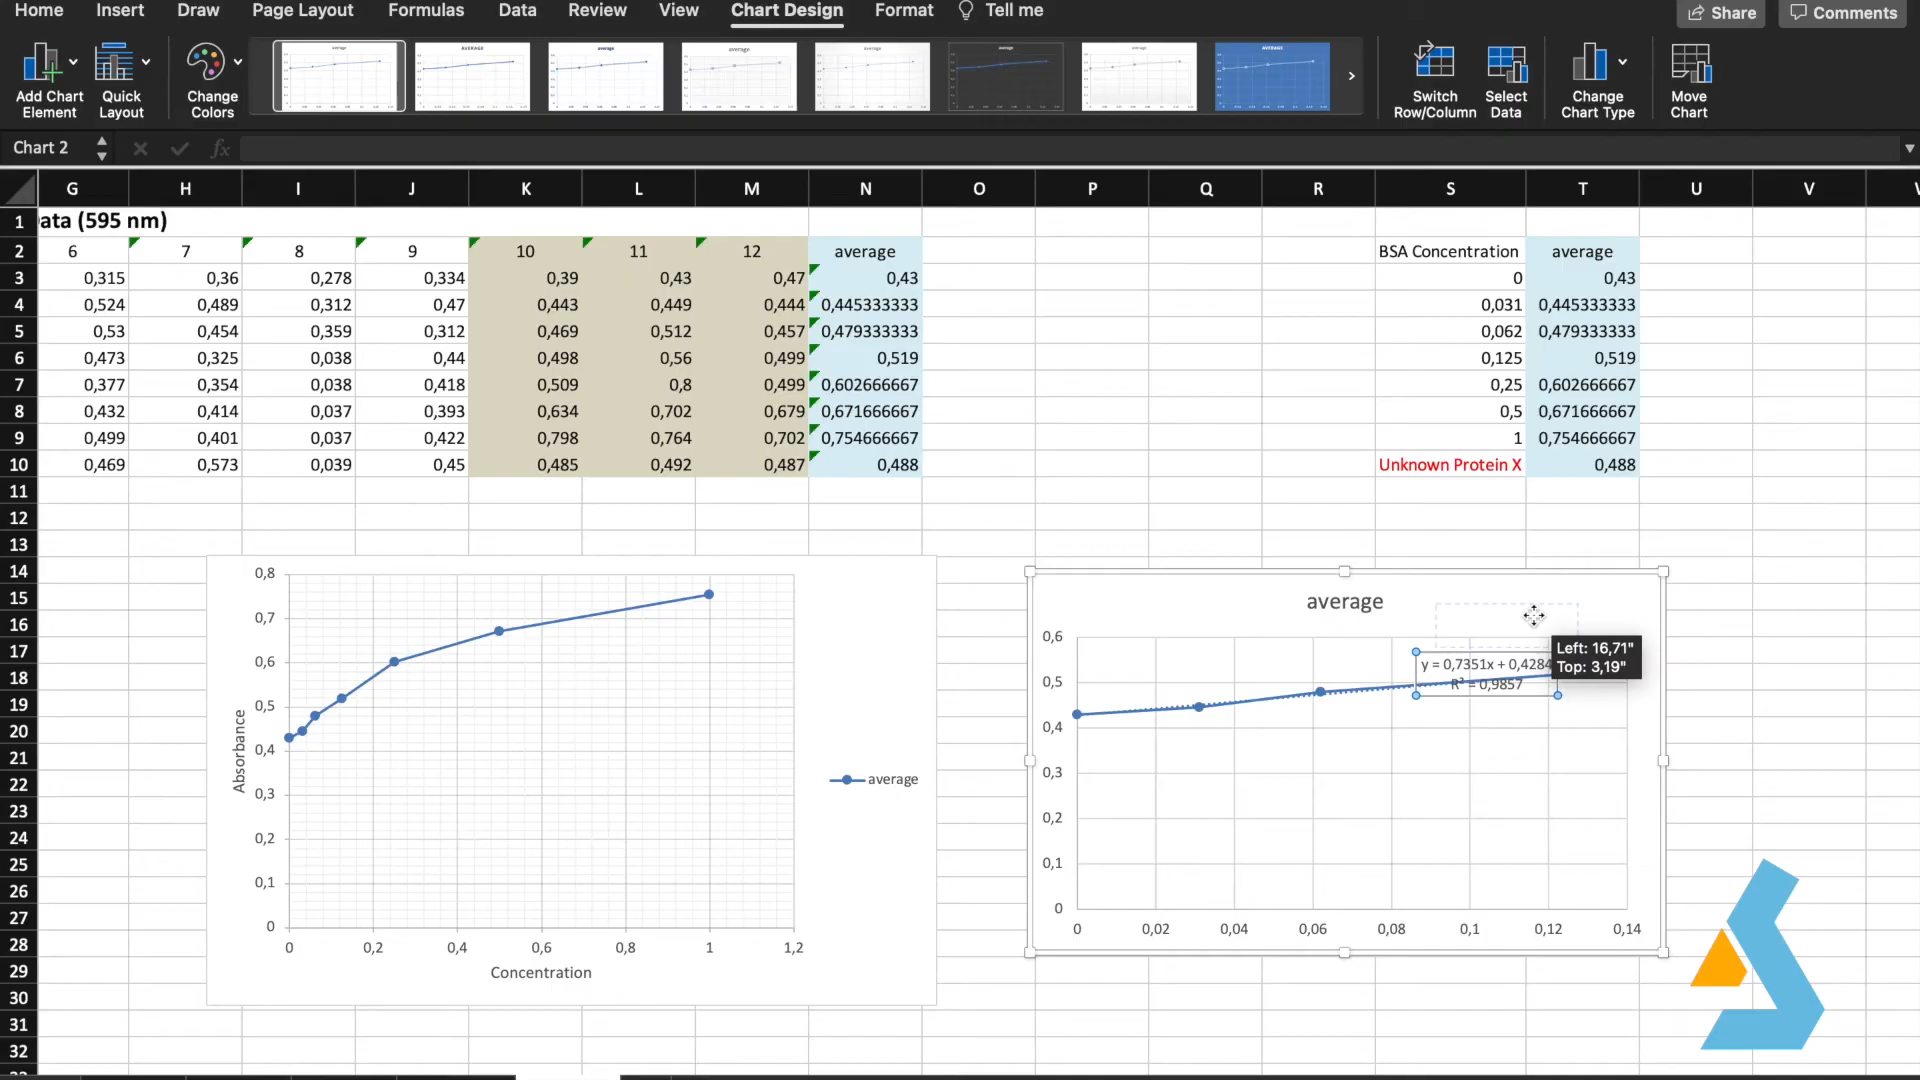 Home Insert Draw Page Layout Formulas Data Review View Chart Design Format Tell me Share Comments
Add Chart Element Quick Layout Change Colors Switch Row/Column Select Data Change Chart Type Move Chart
Chart 2 fx
G H I J K L M N O P Q R S T U V
1 ata (595 nm)
2 6 7 8 9 10 11 12 average BSA Concentration average
3 0,315 0,36 0,278 0,334 0,39 0,43 0,47 0,43 0 0,43
4 0,524 0,489 0,312 0,47 0,443 0,449 0,444 0,445333333 0,031 0,445333333
5 0,53 0,454 0,359 0,312 0,469 0,512 0,457 0,479333333 0,062 0,479333333
6 0,473 0,325 0,038 0,44 0,498 0,56 0,499 0,519 0,125 0,519
7 0,377 0,354 0,038 0,418 0,509 0,8 0,499 0,602666667 0,25 0,602666667
8 0,432 0,414 0,037 0,393 0,634 0,702 0,679 0,671666667 0,5 0,671666667
9 0,499 0,401 0,037 0,422 0,798 0,764 0,702 0,754666667 1 0,754666667
10 0,469 0,573 0,039 0,45 0,485 0,492 0,487 0,488 Unknown Protein X 0,488
11
12
13
14
15
16
17
18
19
20
21
22
23
24
25
26
27
28
29
30
31
32
0,8
0,7
0,6
0,5
0,4
0,3
0,2
0,1
0
0 0,2 0,4 0,6 0,8 1 1,2
Absorbance
Concentration
average
average
0,6
0,5
0,4
0,3
0,2
0,1
0
0 0,02 0,04 0,06 0,08 0,1 0,12 0,14
y = 0,7351x + 0,4284
R² = 0,9857
Left: 16,71"
Top: 3,19"